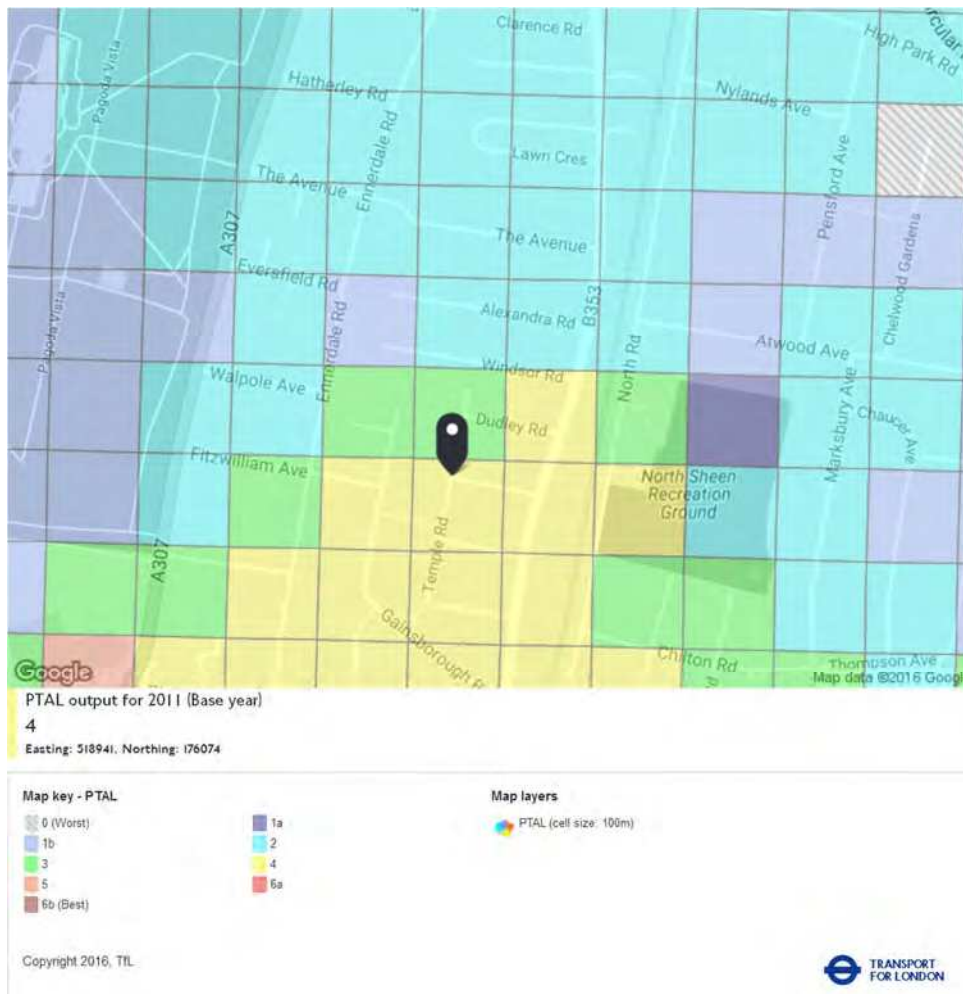 Clarence Rd
High Park Rd
Pagoda Vista
Hatherley Rd
Nylands Ave
Ennerdale Rd
Lawn Cres
Pensford Ave
The Avenue
The Avenue
A307
Chelwood Gardens
Eversfield Rd
Pagoda Vista
Ennerdale Rd
Alexandra Rd
B353
North Rd
Atwood Ave
Windsor Rd
Walpole Ave
Marksbury Ave
Chaucer Ave
Dudley Rd
Fitzwilliam Ave
North Sheen
Recreation
Ground
Temple Rd
A307
Gainsborough R
Chilton Rd
Thompson Ave
Google
Map data ©2016 Googl
PTAL output for 2011 (Base year)
4
Easting: 518941, Northing: 176074
Map key - PTAL
0 (Worst)
1a
1b
2
3
4
5
6a
6b (Best)
Map layers
PTAL (cell size: 100m)
Copyright 2016, TfL
TRANSPORT
FOR LONDON